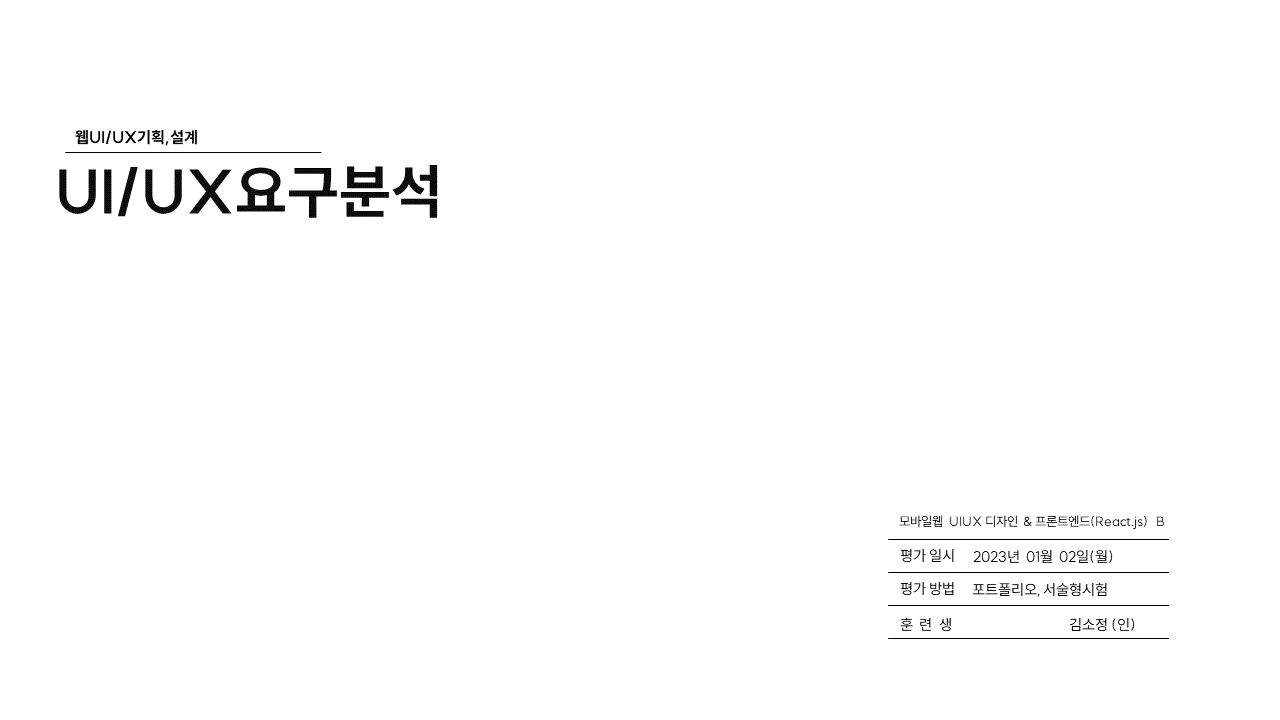 웹UI/UX기획,설계
UI/UX요구분석
모바일웹 UIUX 디자인 & 프론트엔드(React.js) B
평가 일시 2023년 01월 02일(월)
평가 방법 포트폴리오, 서술형시험
훈 련 생 김소정 (인)